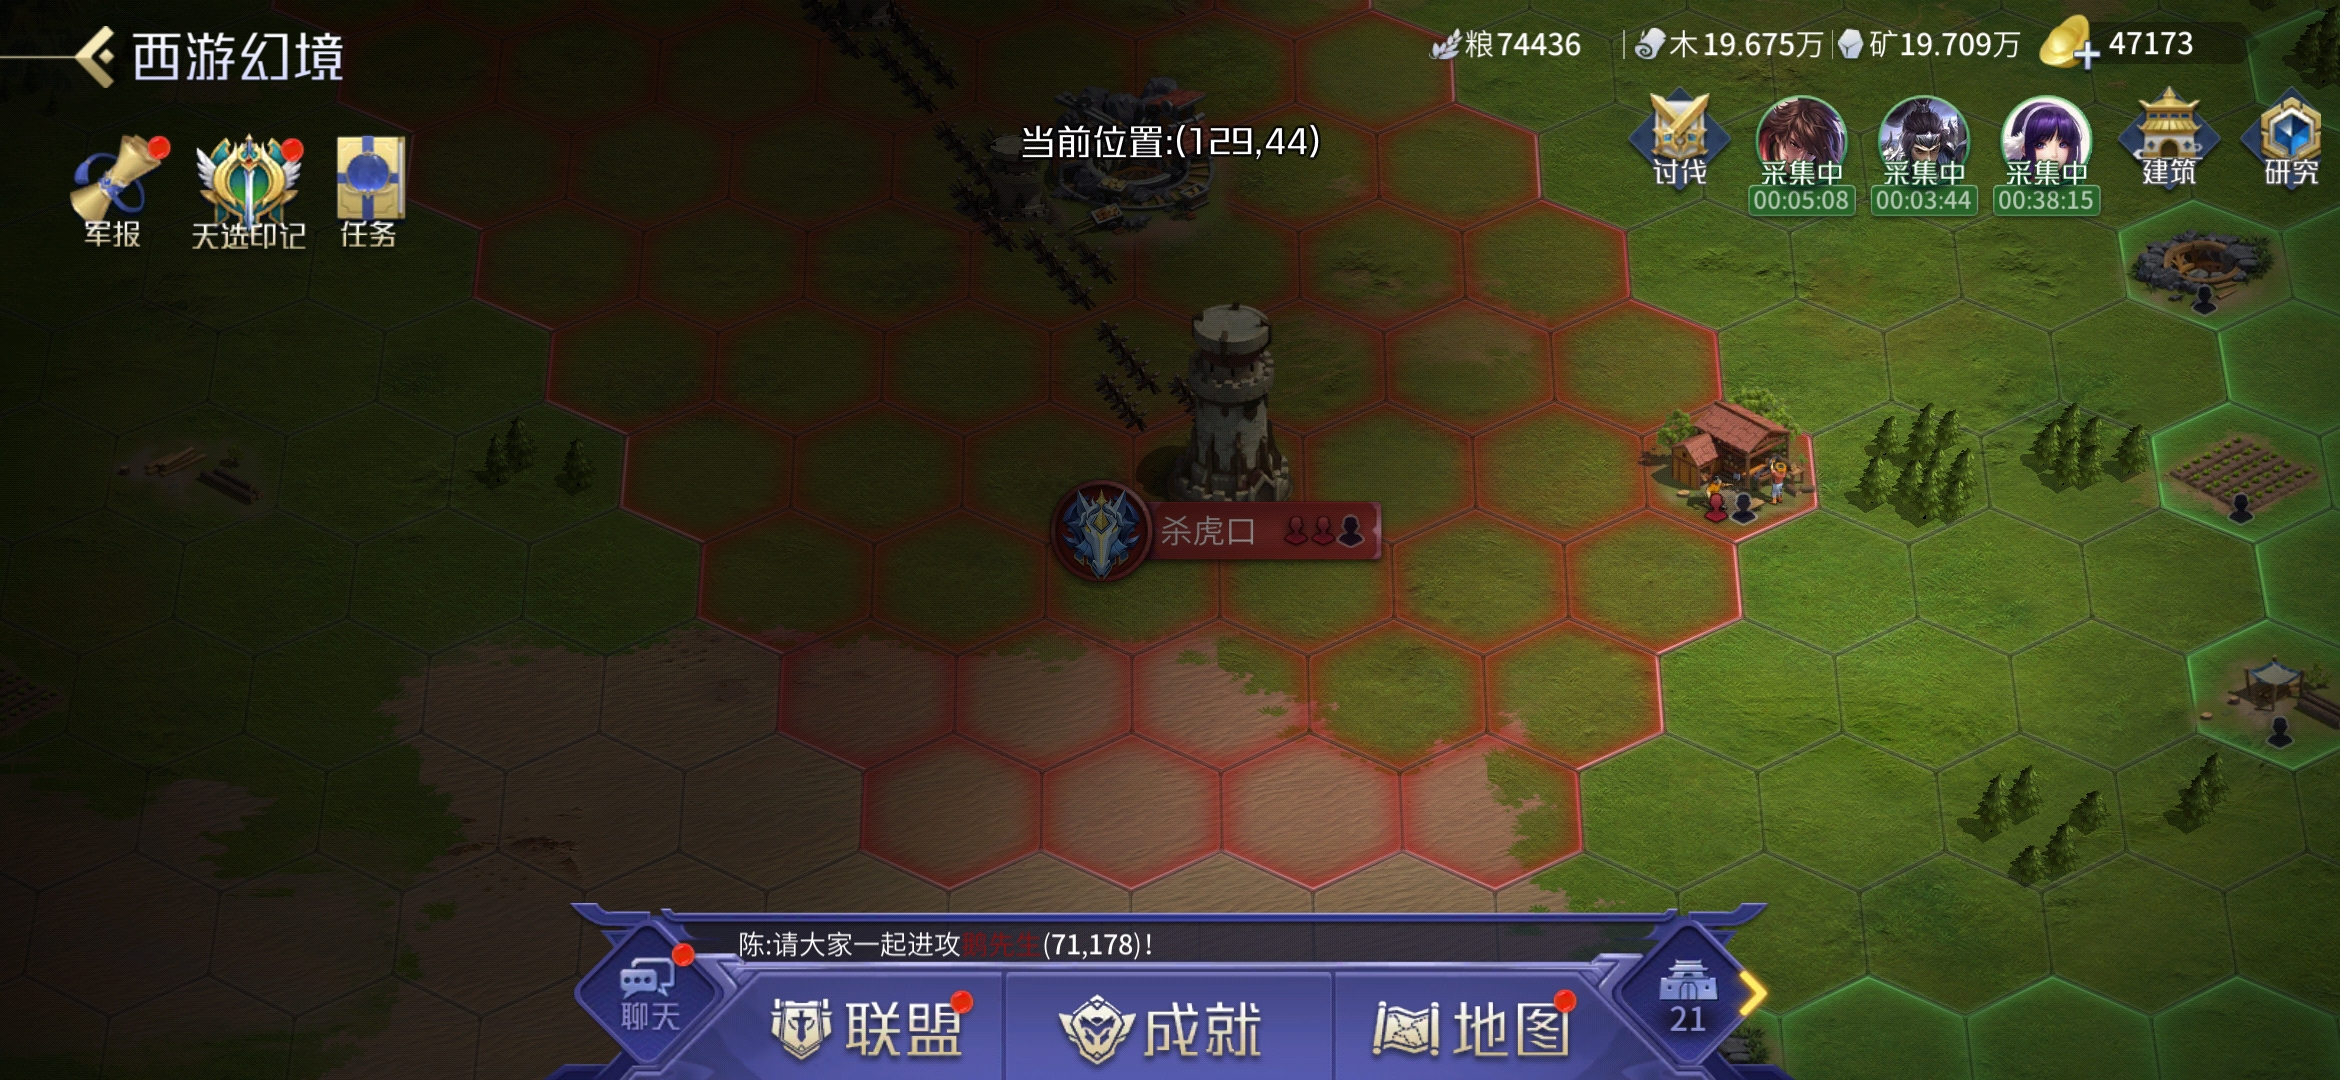 西游幻境
粮74436
木19.675万
矿19.709万
47173
军报
天选印记
任务
当前位置:(129,44)
讨伐
采集中
00:05:08
采集中
00:03:44
采集中
00:38:15
建筑
研究
杀虎口
陈:请大家一起进攻鹅先生(71,178)!
聊天
联盟
成就
地图
21